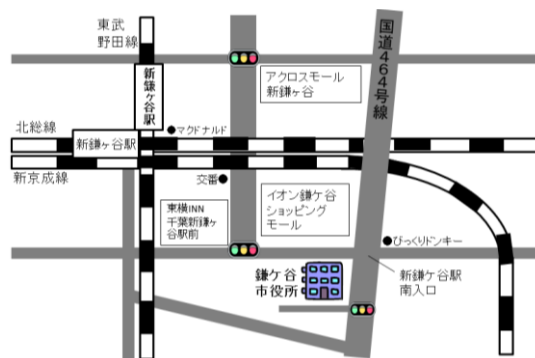 東武
野田線
新鎌ヶ谷駅
国道464号線
アクロスモール
新鎌ヶ谷
北総線
新鎌ヶ谷駅
マクドナルド
新京成線
交番
東横INN
千葉新鎌ヶ
谷駅前
イオン鎌ケ谷
ショッピング
モール
びっくりドンキー
鎌ケ谷
市役所
新鎌ヶ谷駅
南入口